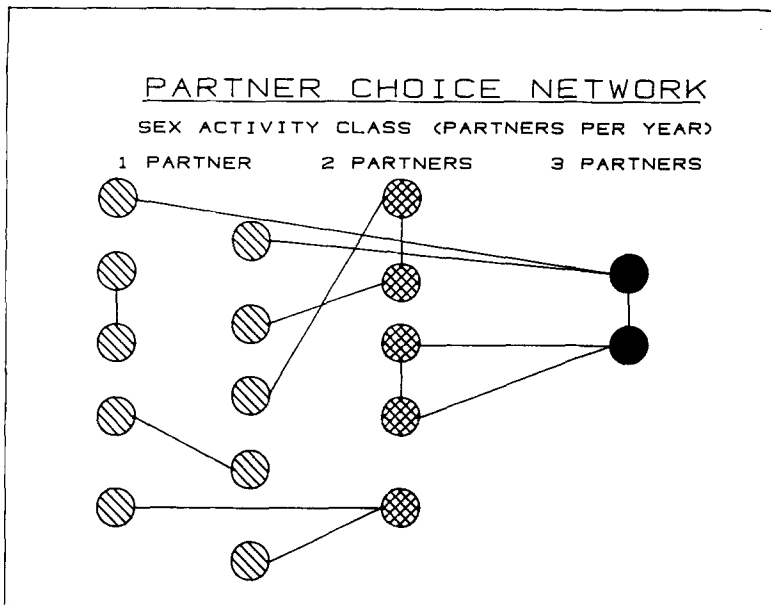 PARTNER CHOICE NETWORK
SEX ACTIVITY CLASS (PARTNERS PER YEAR)
1 PARTNER 2 PARTNERS 3 PARTNERS